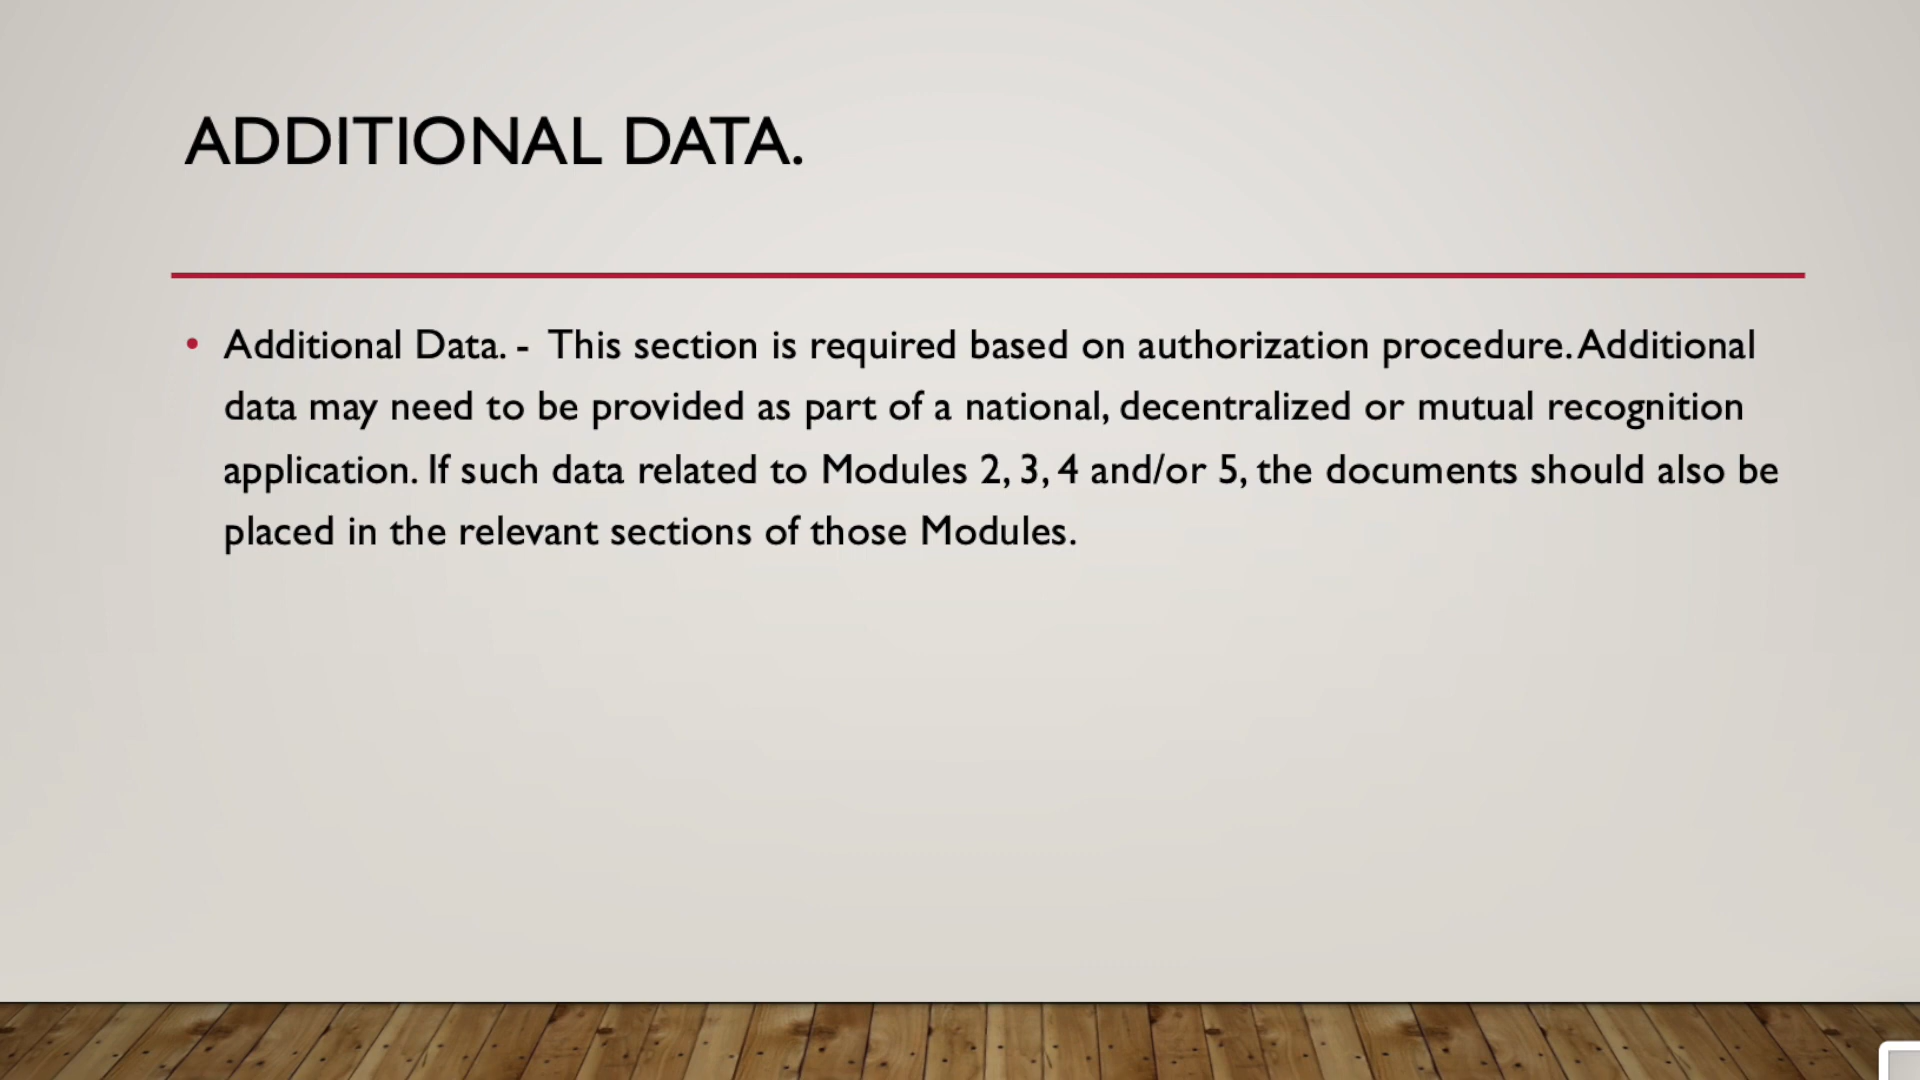 ADDITIONAL DATA.
• Additional Data. - This section is required based on authorization procedure. Additional
data may need to be provided as part of a national, decentralized or mutual recognition
application. If such data related to Modules 2, 3, 4 and/or 5, the documents should also be
placed in the relevant sections of those Modules.